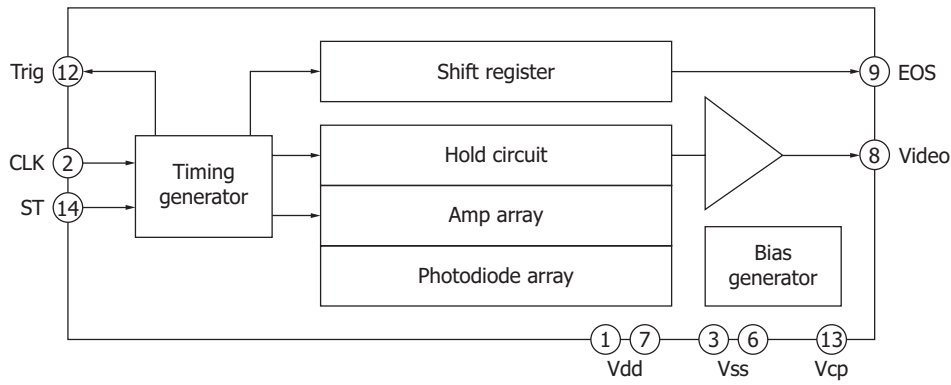 Trig
12
Shift register
9
EOS
CLK
2
Timing
generator
Hold circuit
8
Video
ST
14
Amp array
Photodiode array
Bias
generator
1
7
3
6
13
Vdd
Vss
Vcp